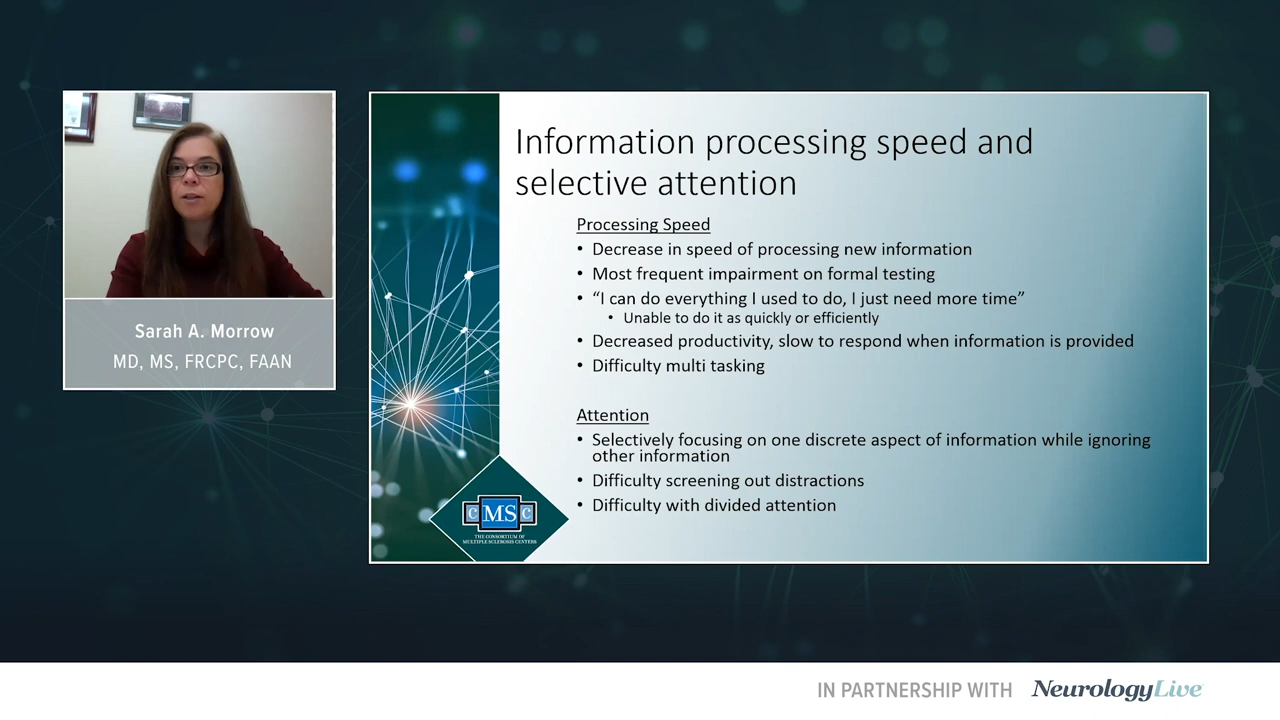 Sarah A. Morrow
MD, MS, FRCPC, FAAN
Information processing speed and
selective attention
Processing Speed
• Decrease in speed of processing new information
• Most frequent impairment on formal testing
• “I can do everything I used to do, I just need more time”
• Unable to do it as quickly or efficiently
• Decreased productivity, slow to respond when information is provided
• Difficulty multi tasking
Attention
• Selectively focusing on one discrete aspect of information while ignoring
other information
• Difficulty screening out distractions
• Difficulty with divided attention
CMSC
THE CONSORTIUM OF
MULTIPLE SCLEROSIS CENTERS
IN PARTNERSHIP WITH NeurologyLive